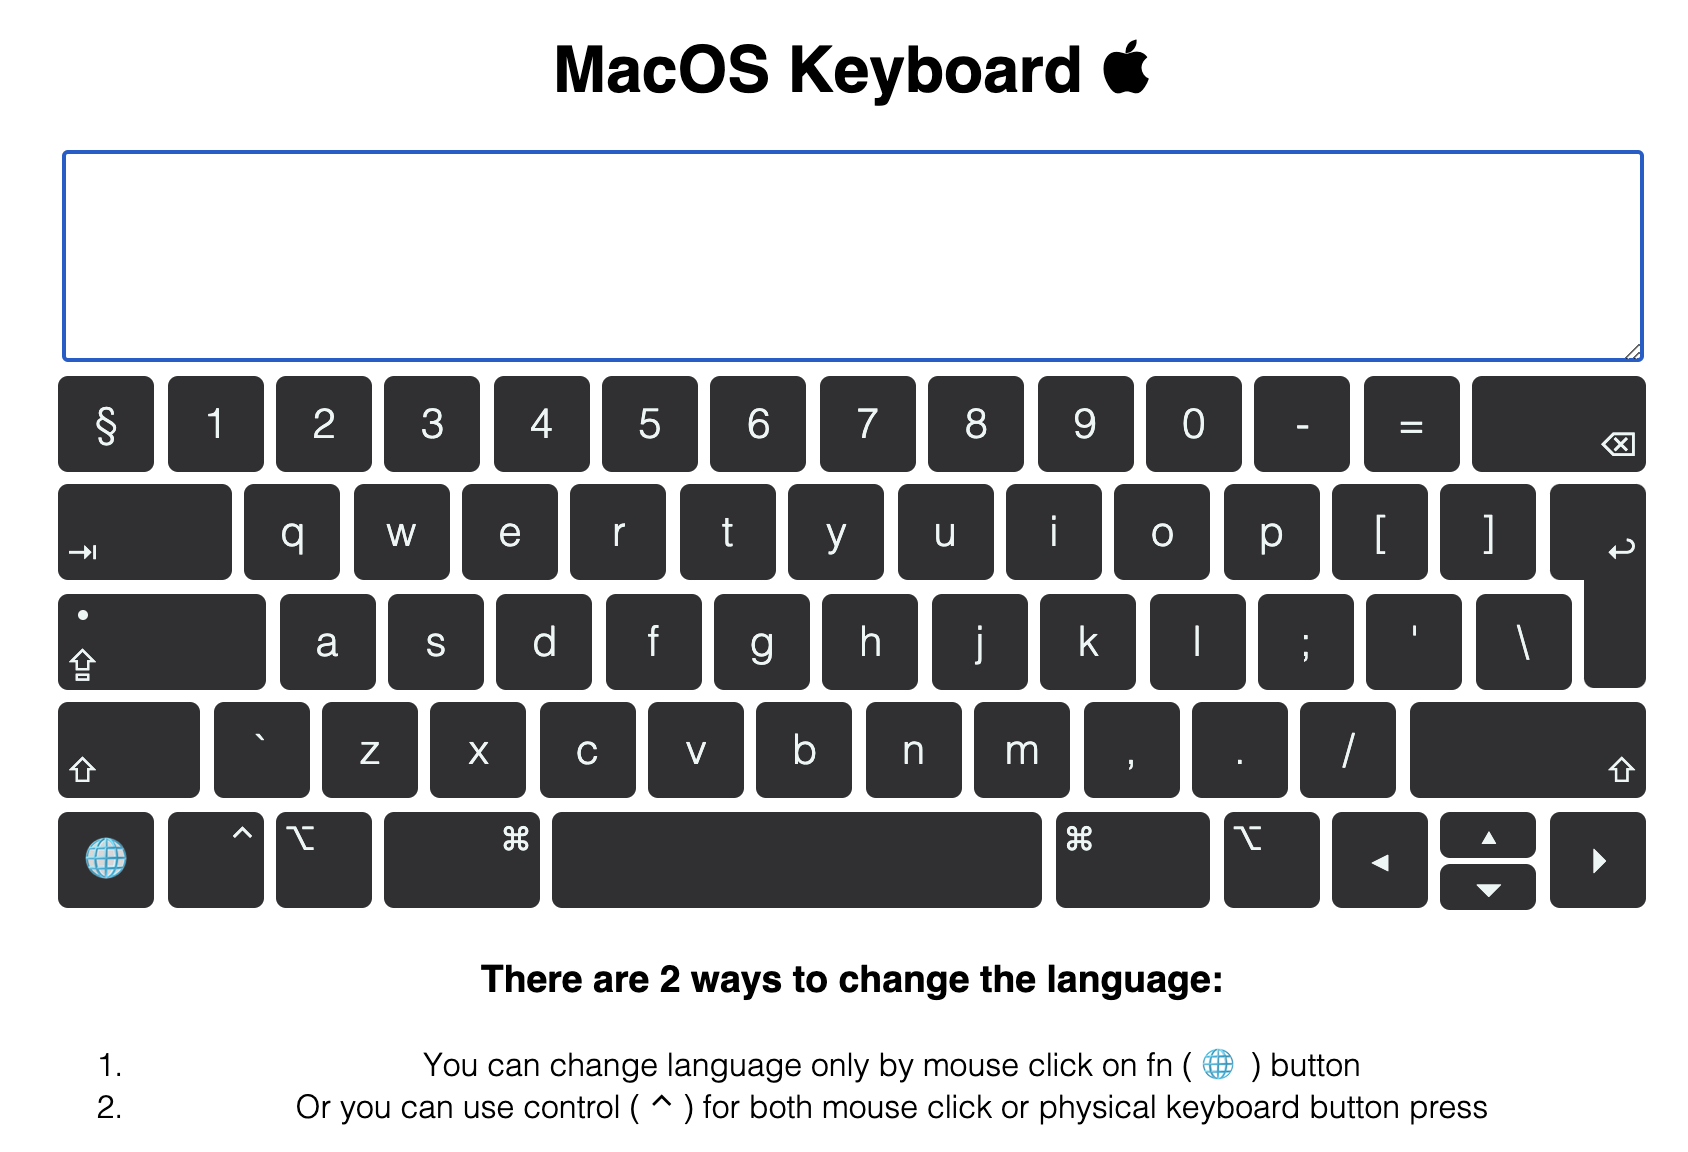 MacOS Keyboard 
§ 1 2 3 4 5 6 7 8 9 0 - = ⌫
⇥ q w e r t y u i o p [ ] ↩
• ⇪ a s d f g h j k l ; ' \
⇧ ` z x c v b n m , . / ⇧
🌐 ⌃ ⌥ ⌘ ⌘ ⌥ ◀ ▲ ▼ ▶
There are 2 ways to change the language:
1. You can change language only by mouse click on fn ( 🌐 ) button
2. Or you can use control ( ⌃ ) for both mouse click or physical keyboard button press